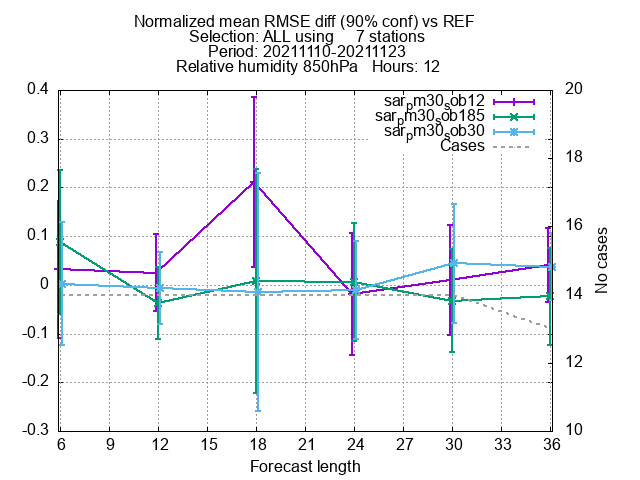 Normalized mean RMSE diff (90% conf) vs REF
Selection: ALL using 7 stations
Period: 20211110-20211123
Relative humidity 850hPa Hours: 12
sar_pm30_sob12
sar_pm30_sob185
sar_pm30_sob30
Cases
0.4
0.3
0.2
0.1
0
-0.1
-0.2
-0.3
20
18
16
14
12
10
No cases
6 9 12 15 18 21 24 27 30 33 36
Forecast length